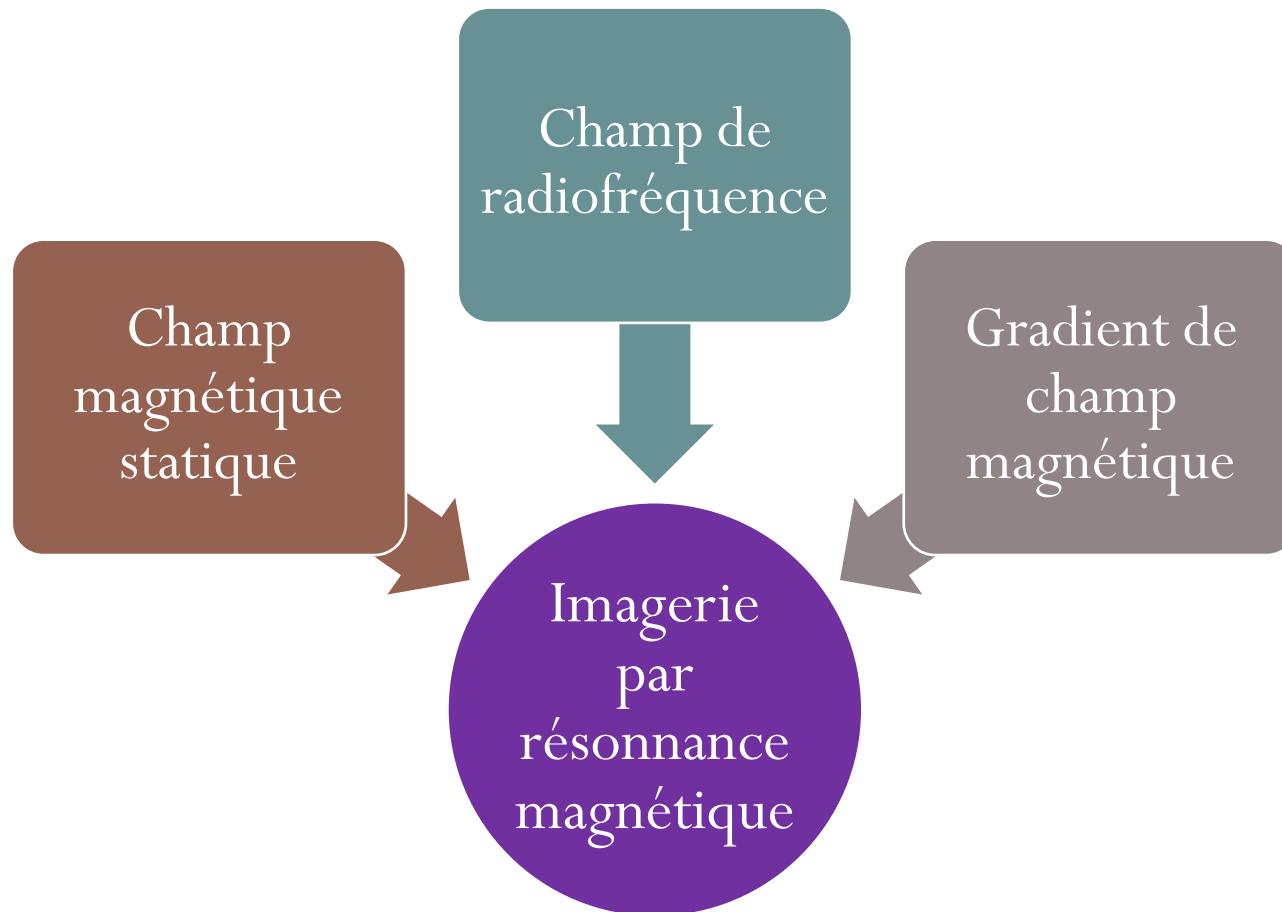 Champ de
radiofréquence
Champ
magnétique
statique
Gradient de
champ
magnétique
Imagerie
par
résonnance
magnétique